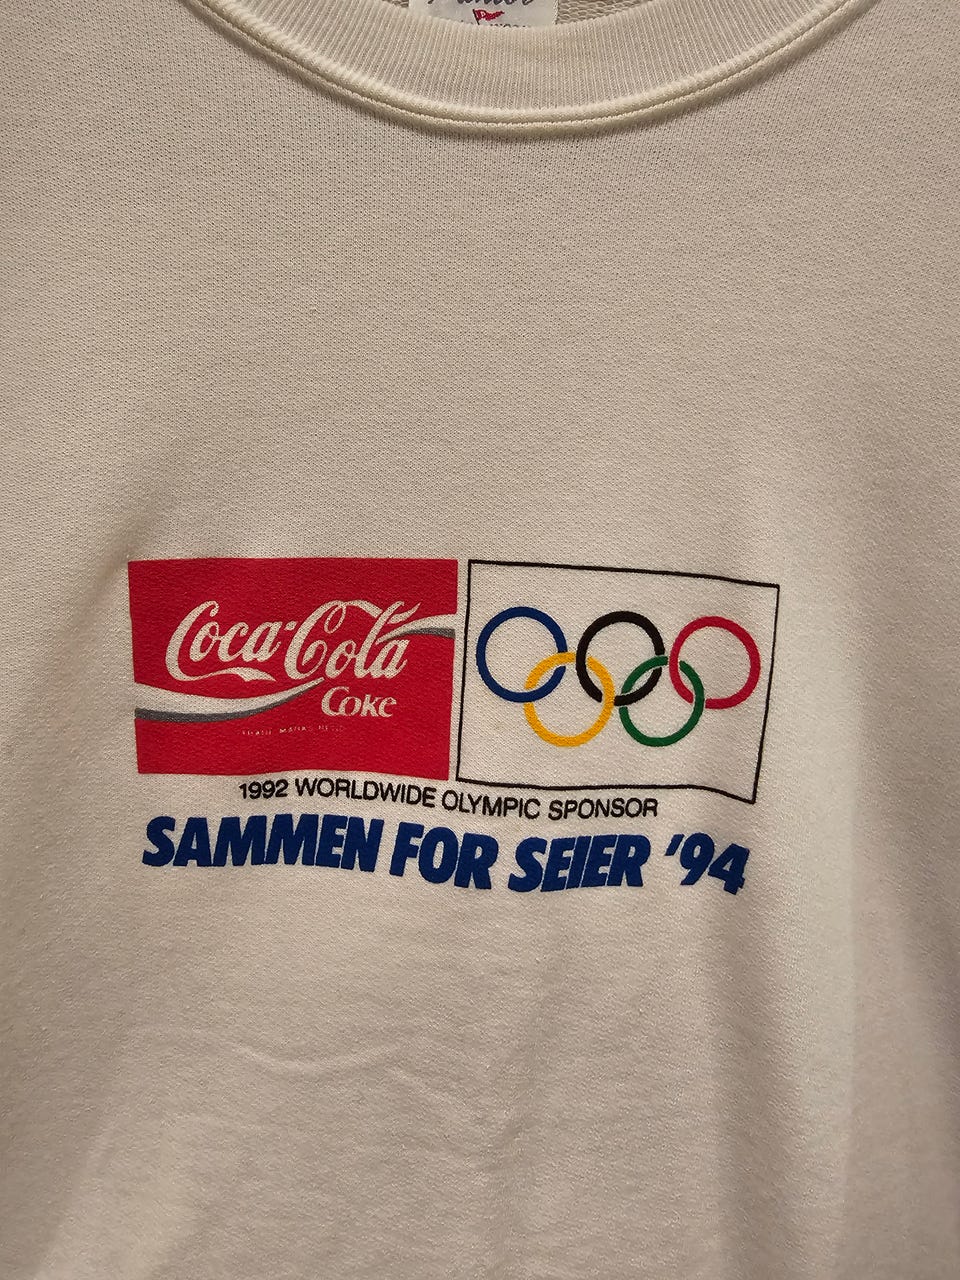 Coca-Cola
Coke
1992 WORLDWIDE OLYMPIC SPONSOR
SAMMEN FOR SEIER '94